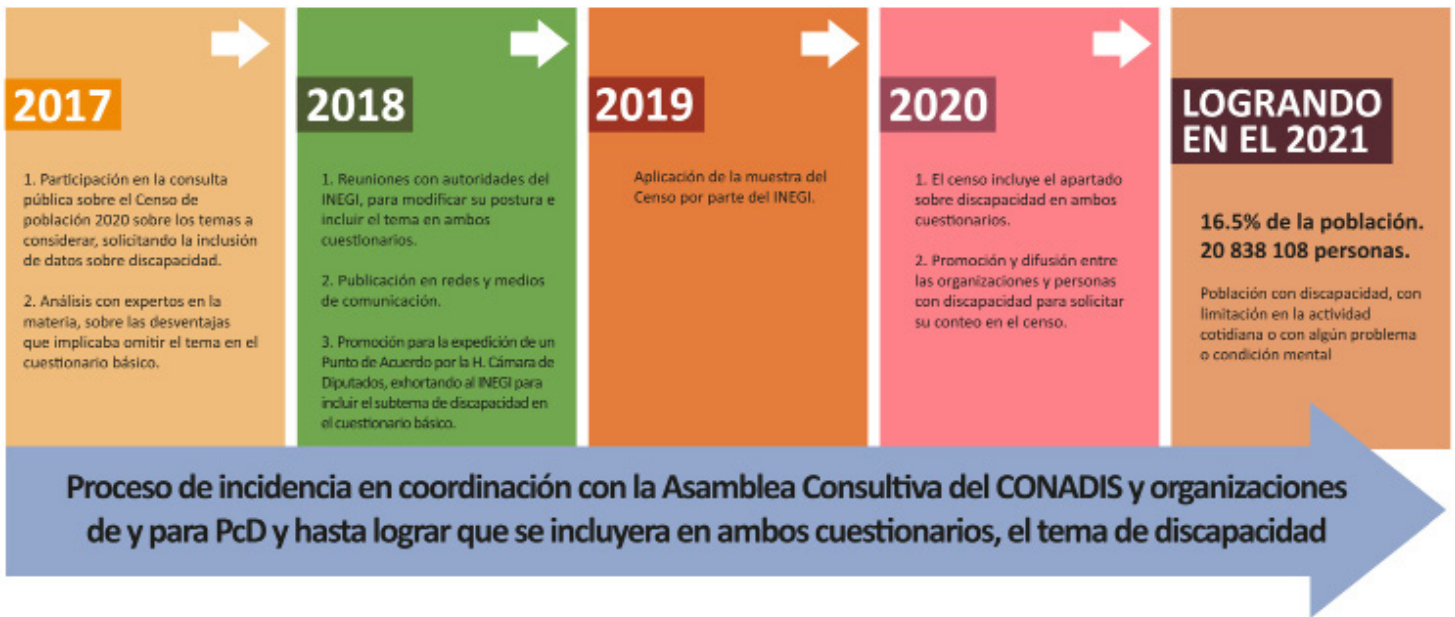 2017
1. Participación en la consulta
pública sobre el Censo de
población 2020 sobre los temas a
considerar, solicitando la inclusión
de datos sobre discapacidad.
2. Análisis con expertos en la
materia, sobre las desventajas
que implicaba omitir el tema en el
cuestionario básico.
2018
1. Reuniones con autoridades del
INEGI, para modificar su postura e
incluir el tema en ambos
cuestionarios.
2. Publicación en redes y medios
de comunicación.
3. Promoción para la expedición de un
Punto de Acuerdo por la H. Cámara de
Diputados, exhortando al INEGI para
incluir el subtema de discapacidad en
el cuestionario básico.
2019
Aplicación de la muestra del
Censo por parte del INEGI.
2020
1. El censo incluye el apartado
sobre discapacidad en ambos
cuestionarios.
2. Promoción y difusión entre
las organizaciones y personas
con discapacidad para solicitar
su conteo en el censo.
LOGRANDO
EN EL 2021
16.5% de la población.
20 838 108 personas.
Población con discapacidad, con
limitación en la actividad
cotidiana o con algún problema
o condición mental
Proceso de incidencia en coordinación con la Asamblea Consultiva del CONADIS y organizaciones
de y para PcD y hasta lograr que se incluyera en ambos cuestionarios, el tema de discapacidad